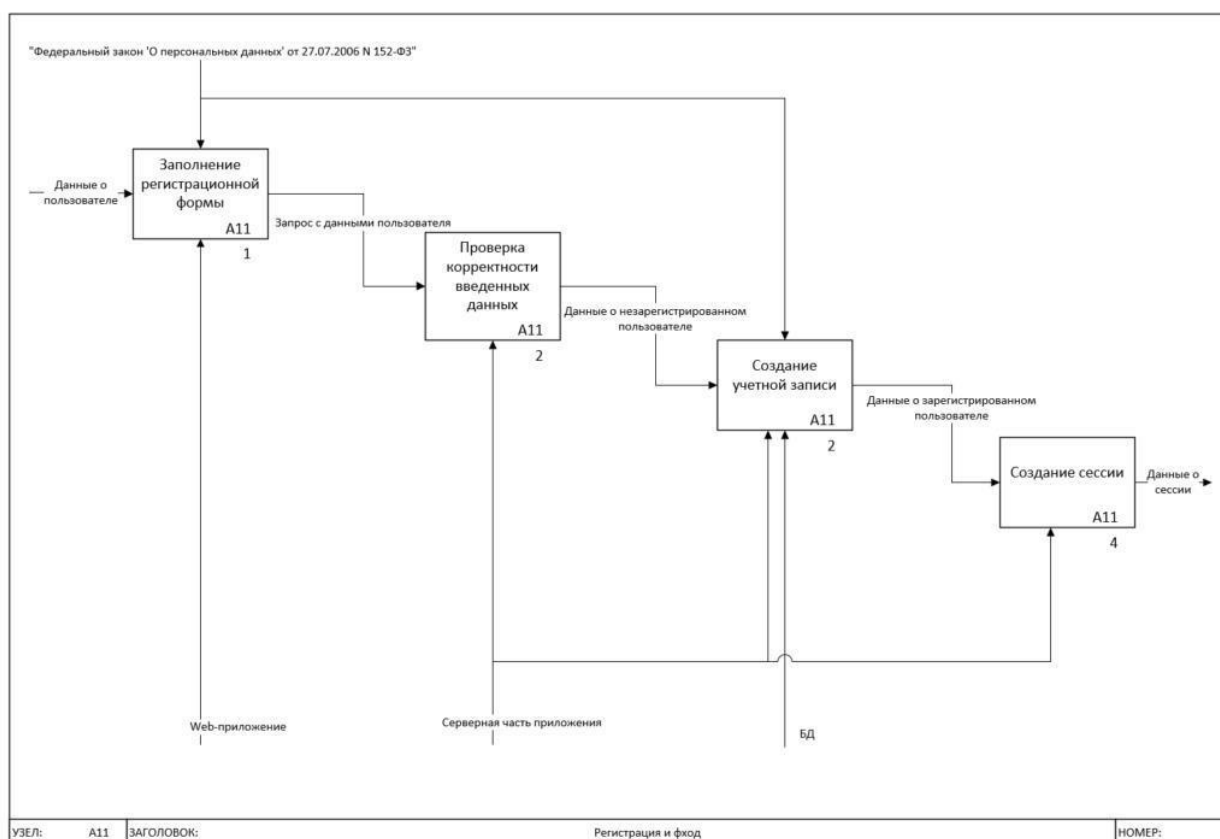 "Федеральный закон 'О персональных данных' от 27.07.2006 N 152-ФЗ"
Данные о
пользователе
Заполнение
регистрационной
формы
A11
1
Запрос с данными пользователя
Проверка
корректности
введенных
данных
A11
2
Данные о незарегистрированном
пользователе
Создание
учетной записи
A11
2
Данные о зарегистрированном
пользователе
Создание сессии
A11
4
Данные о
сессии
Web-приложение
Серверная часть приложения
БД
УЗЕЛ: A11 ЗАГОЛОВОК: Регистрация и фход НОМЕР: